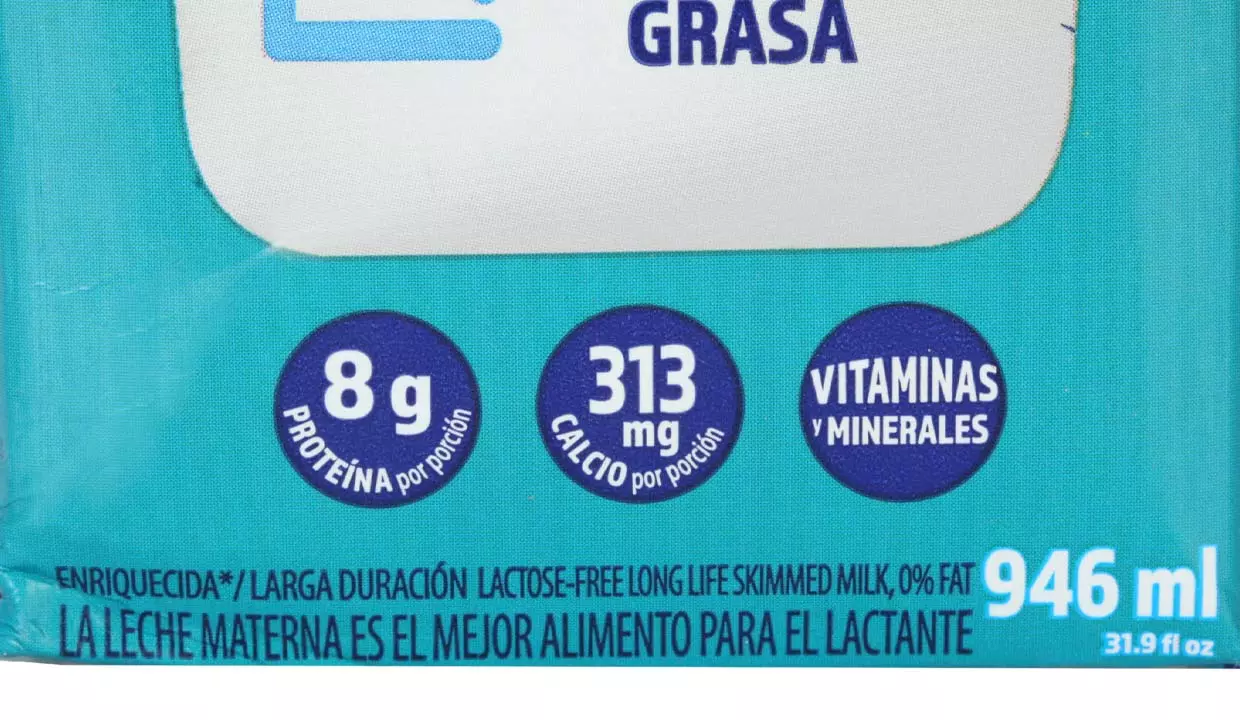 GRASA
8 g
PROTEÍNA por porción
313
mg
CALCIO por porción
VITAMINAS
y MINERALES
ENRIQUECIDA*/ LARGA DURACIÓN LACTOSE-FREE LONG LIFE SKIMMED MILK, 0% FAT
LA LECHE MATERNA ES EL MEJOR ALIMENTO PARA EL LACTANTE
946 ml
31.9 fl oz